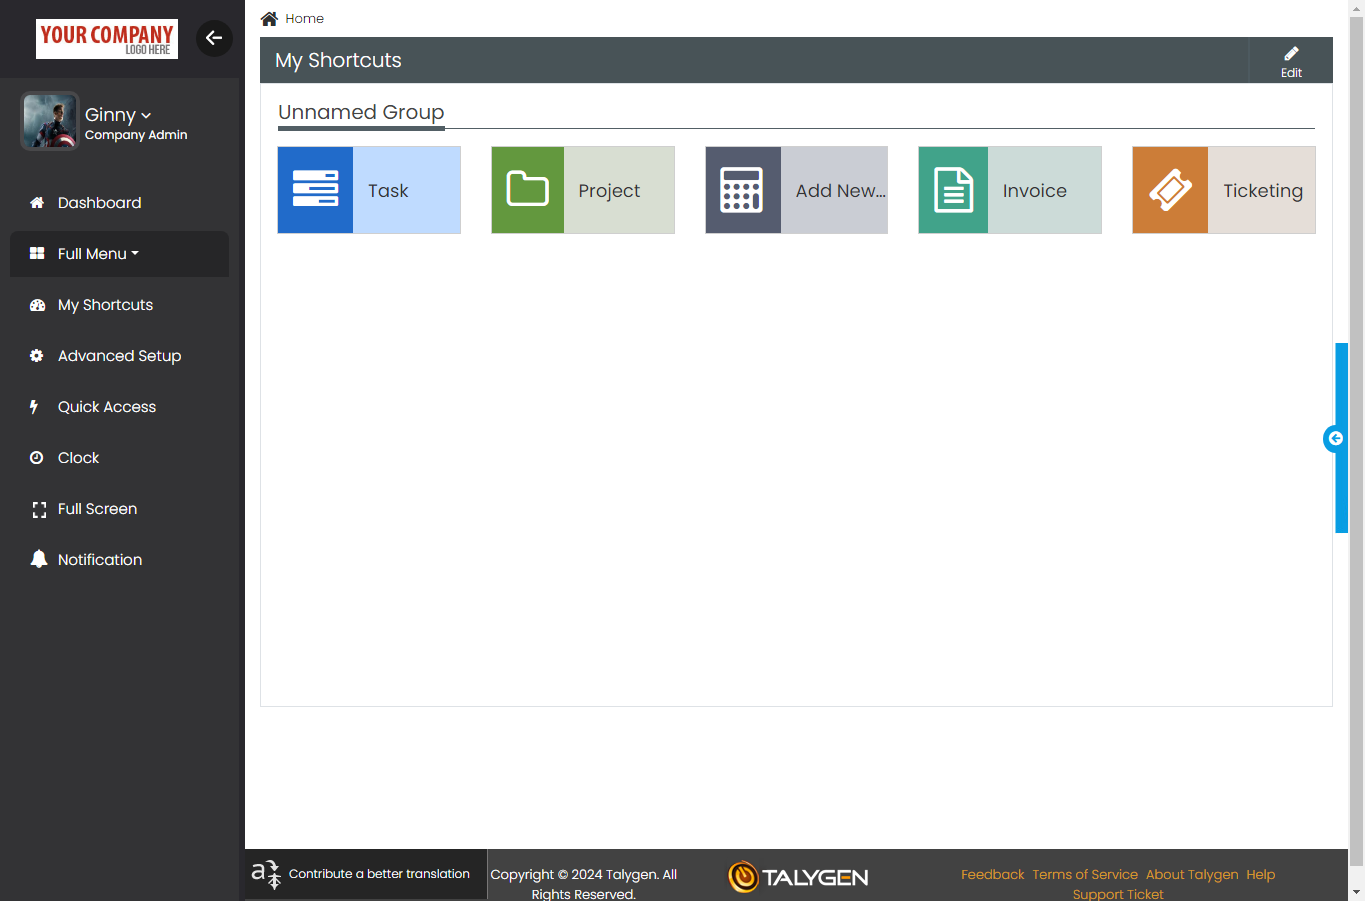 YOUR COMPANY
LOGO HERE
Ginny
Company Admin
Dashboard
Full Menu
My Shortcuts
Advanced Setup
Quick Access
Clock
Full Screen
Notification
Home
My Shortcuts
Edit
Unnamed Group
Task
Project
Add New...
Invoice
Ticketing
Contribute a better translation
Copyright © 2024 Talygen. All
Rights Reserved.
TALYGEN
Feedback Terms of Service About Talygen Help
Support Ticket